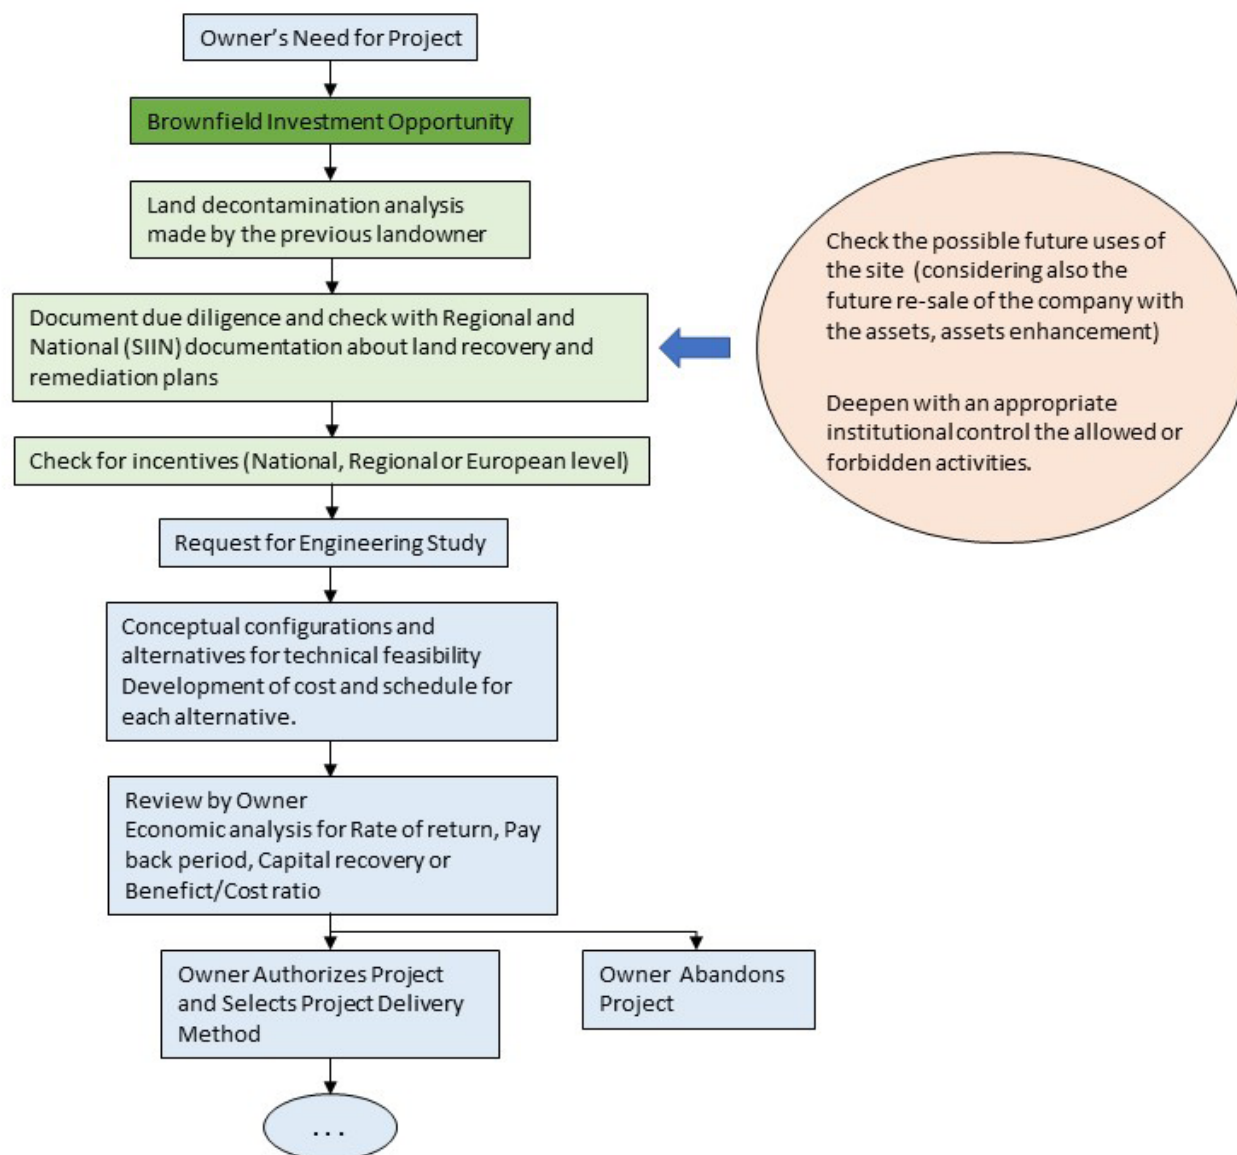 Owner's Need for Project
Brownfield Investment Opportunity
Land decontamination analysis
made by the previous landowner
Document due diligence and check with Regional and
National (SIIN) documentation about land recovery and
remediation plans
Check the possible future uses of
the site (considering also the
future re-sale of the company with
the assets, assets enhancement)
Deepen with an appropriate
institutional control the allowed or
forbidden activities.
Check for incentives (National, Regional or European level)
Request for Engineering Study
Conceptual configurations and
alternatives for technical feasibility
Development of cost and schedule for
each alternative.
Review by Owner
Economic analysis for Rate of return, Pay
back period, Capital recovery or
Benefict/Cost ratio
Owner Authorizes Project
and Selects Project Delivery
Method
Owner Abandons
Project
...